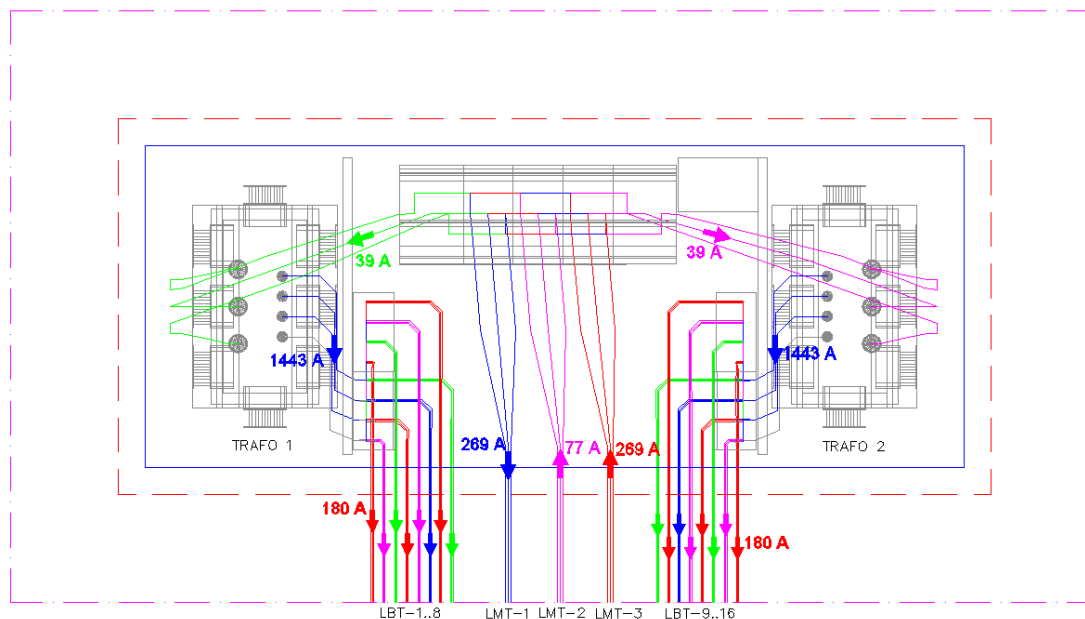 39 A
39 A
1443 A
1443 A
TRAFO 1
269 A
77 A
269 A
TRAFO 2
180 A
180 A
LBT-1..8
LMT-1
LMT-2
LMT-3
LBT-9..16